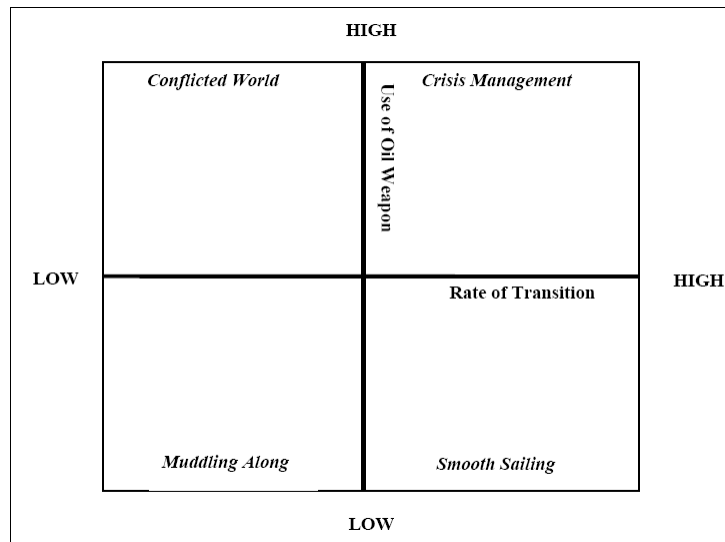 HIGH
Conflicted World
Crisis Management
Use of Oil Weapon
LOW
HIGH
Rate of Transition
Muddling Along
Smooth Sailing
LOW